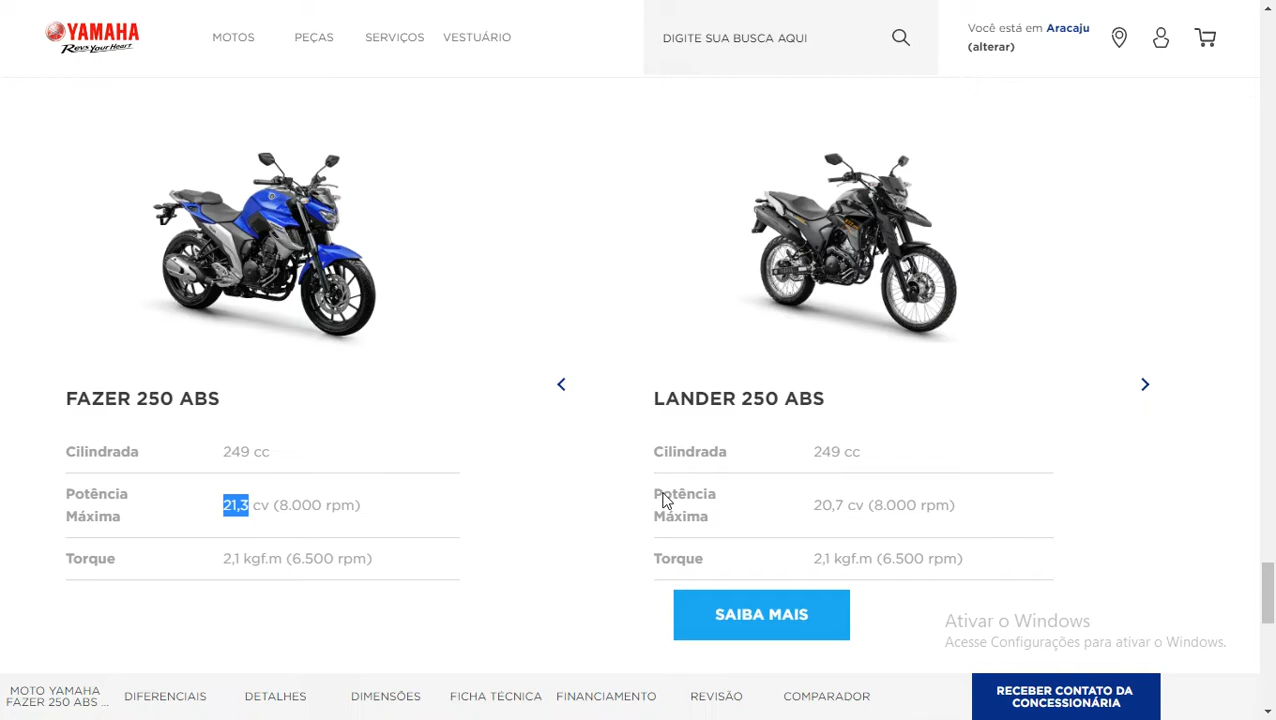 YAMAHA
Revs Your Heart
MOTOS PEÇAS SERVIÇOS VESTUÁRIO
DIGITE SUA BUSCA AQUI
Você está em Aracaju
(alterar)
FAZER 250 ABS
Cilindrada 249 cc
Potência
Máxima
21,3 cv (8.000 rpm)
Torque 2,1 kgf.m (6.500 rpm)
LANDER 250 ABS
Cilindrada 249 cc
Potência
Máxima
20,7 cv (8.000 rpm)
Torque 2,1 kgf.m (6.500 rpm)
SAIBA MAIS
Ativar o Windows
Acesse Configurações para ativar o Windows.
MOTO YAMAHA
FAZER 250 ABS ...
DIFERENCIAIS DETALHES DIMENSÕES FICHA TÉCNICA FINANCIAMENTO REVISÃO COMPARADOR
RECEBER CONTATO DA
CONCESSIONÁRIA